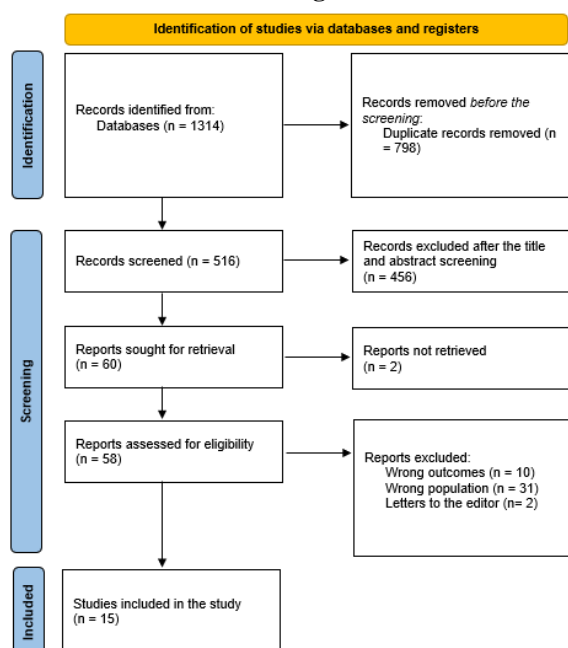 Identification of studies via databases and registers
Identification
Records identified from:
Databases (n = 1314)
Records removed before the
screening:
Duplicate records removed (n
= 798)
Screening
Records screened (n = 516)
Records excluded after the title
and abstract screening
(n = 456)
Reports sought for retrieval
(n = 60)
Reports not retrieved
(n = 2)
Reports assessed for eligibility
(n = 58)
Reports excluded:
Wrong outcomes (n = 10)
Wrong population (n = 31)
Letters to the editor (n= 2)
Included
Studies included in the study
(n = 15)